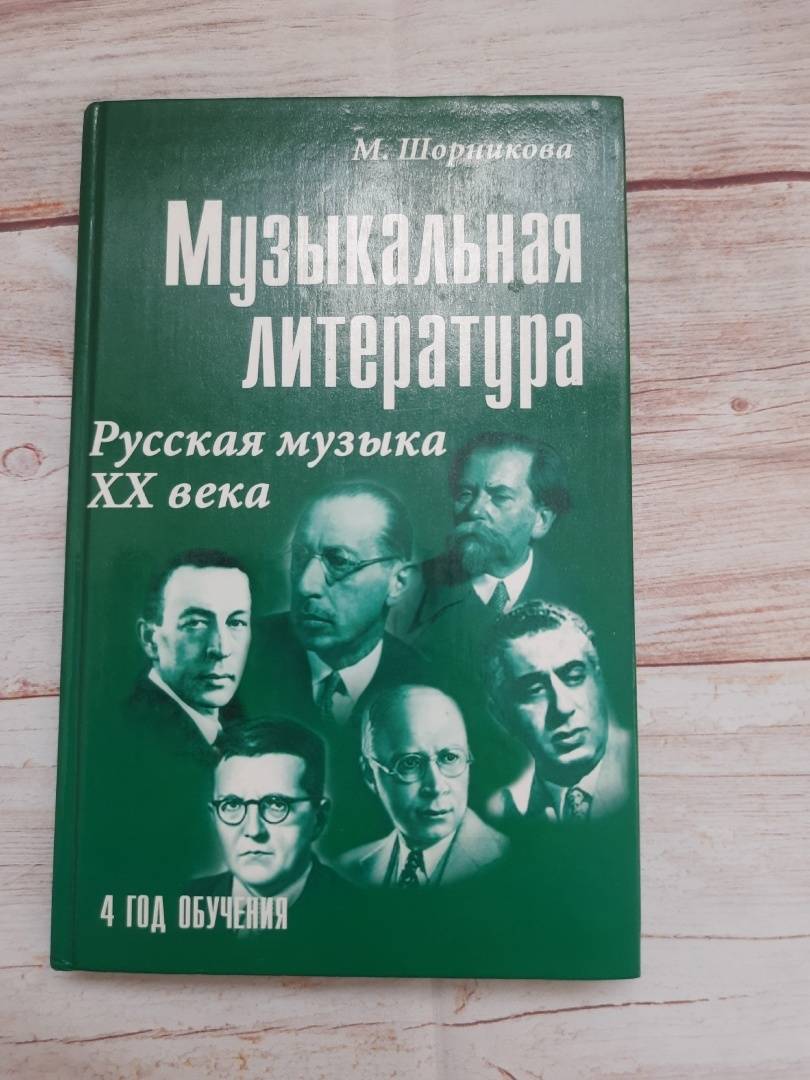 М. Шорникова
Музыкальная
литература
Русская музыка
XX века
4 ГОД ОБУЧЕНИЯ